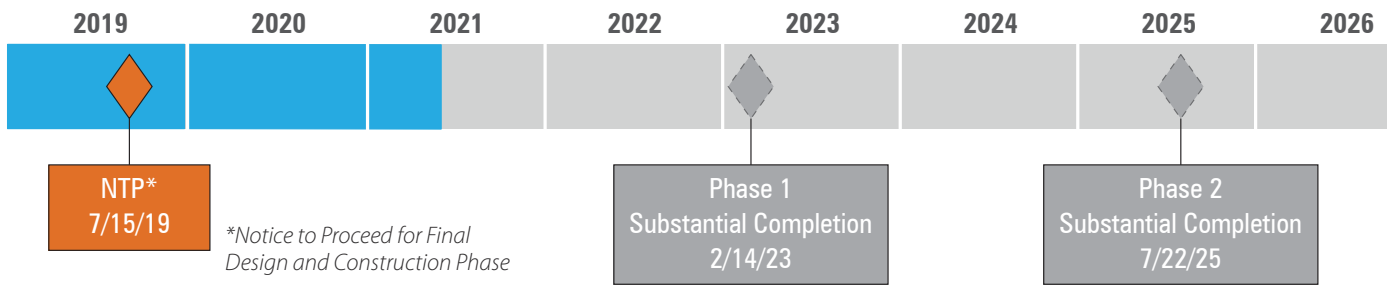 2019 2020 2021 2022 2023 2024 2025 2026
NTP*
7/15/19
*Notice to Proceed for Final
Design and Construction Phase
Phase 1
Substantial Completion
2/14/23
Phase 2
Substantial Completion
7/22/25